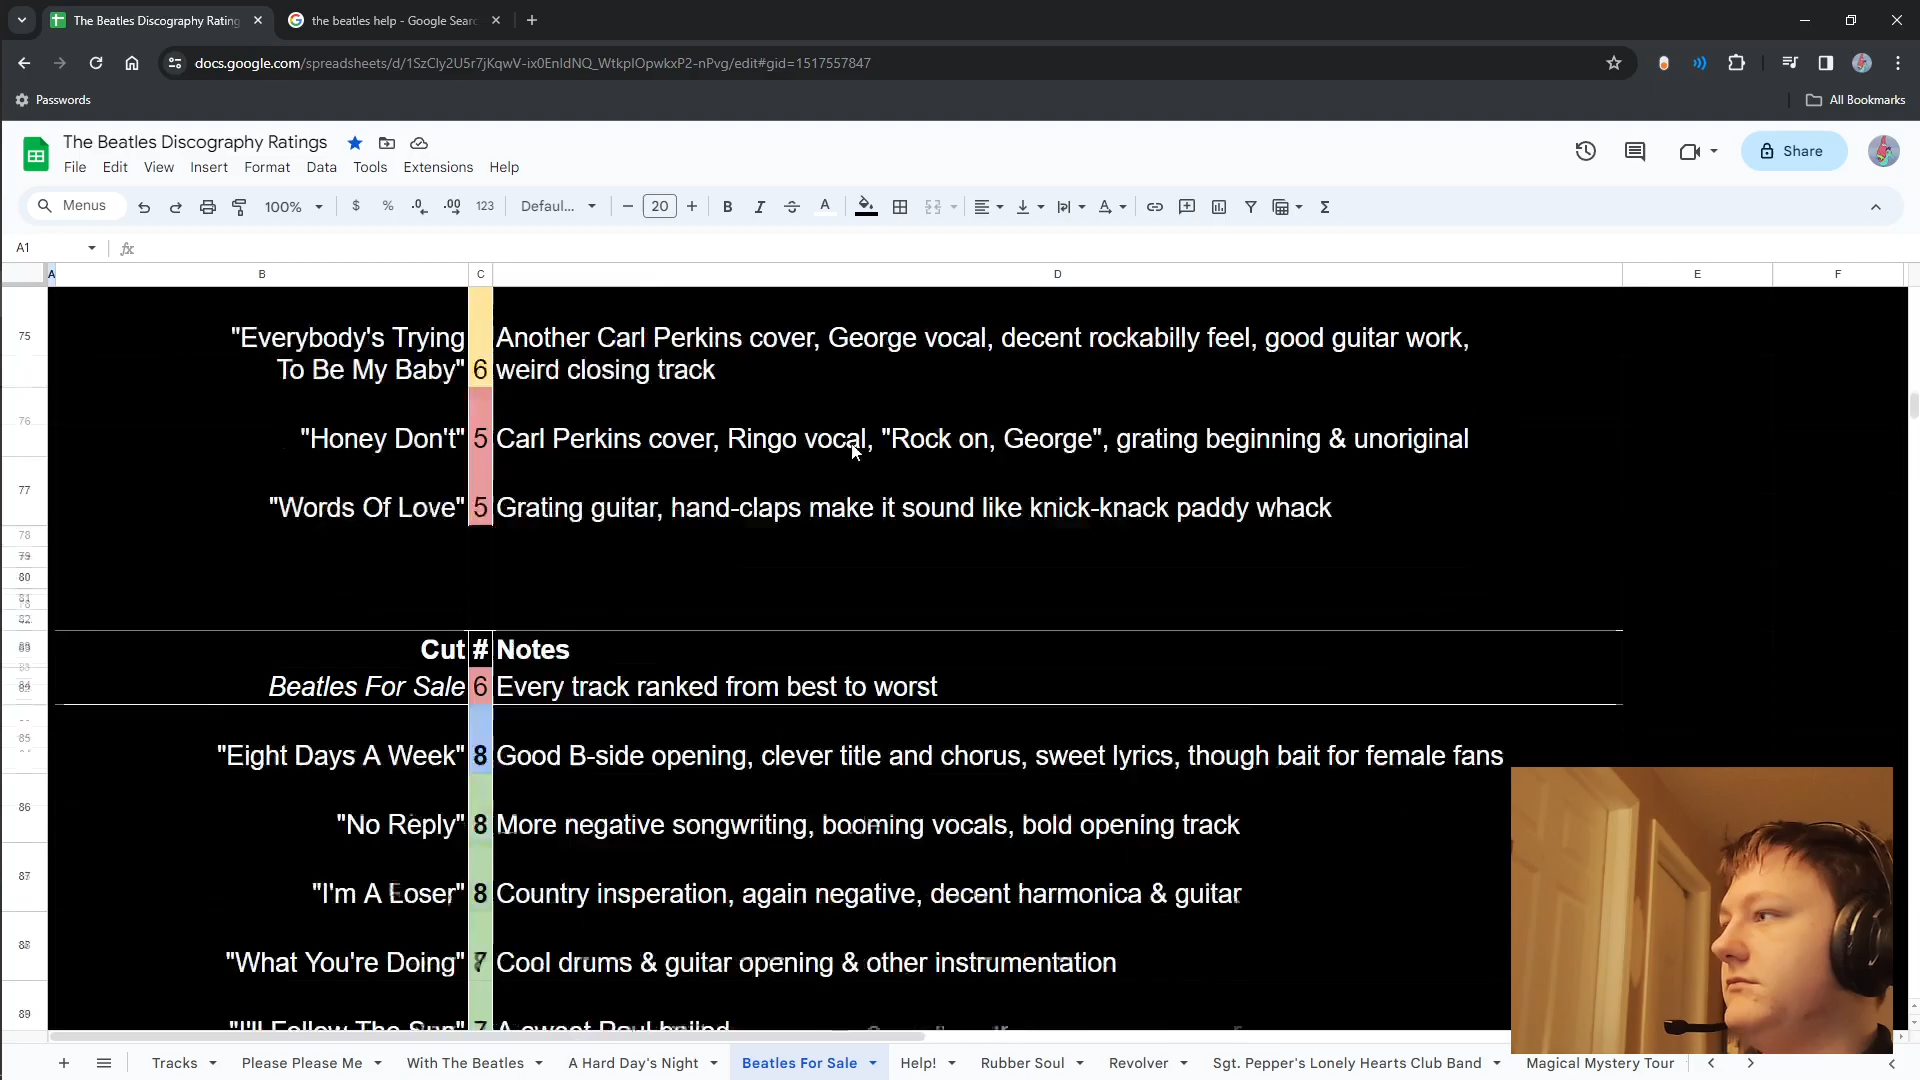 The Beatles Discography Rating
the beatles help - Google Sear
docs.google.com/spreadsheets/d/1SzCly2U5r7jKqwV-ix0EnIdNQ_WtkpIOpwkxP2-nPvg/edit#gid=1517557847
Passwords
All Bookmarks
The Beatles Discography Ratings
File Edit View Insert Format Data Tools Extensions Help
Share
Menus 100% $ % .0 .00 123 Defaul... 20 B I A
A1 fx
A B C D E F
75 "Everybody's Trying To Be My Baby" 6 Another Carl Perkins cover, George vocal, decent rockabilly feel, good guitar work,
weird closing track
76 "Honey Don't" 5 Carl Perkins cover, Ringo vocal, "Rock on, George", grating beginning & unoriginal
77 "Words Of Love" 5 Grating guitar, hand-claps make it sound like knick-knack paddy whack
78
79
80
82
Cut # Notes
Beatles For Sale 6 Every track ranked from best to worst
85 "Eight Days A Week" 8 Good B-side opening, clever title and chorus, sweet lyrics, though bait for female fans
86 "No Reply" 8 More negative songwriting, booming vocals, bold opening track
87 "I'm A Loser" 8 Country insperation, again negative, decent harmonica & guitar
88 "What You're Doing" 7 Cool drums & guitar opening & other instrumentation
89 "I'll Follow The Sun" 7 A sweet Paul
Tracks Please Please Me With The Beatles A Hard Day's Night Beatles For Sale Help! Rubber Soul Revolver Sgt. Pepper's Lonely Hearts Club Band Magical Mystery Tour